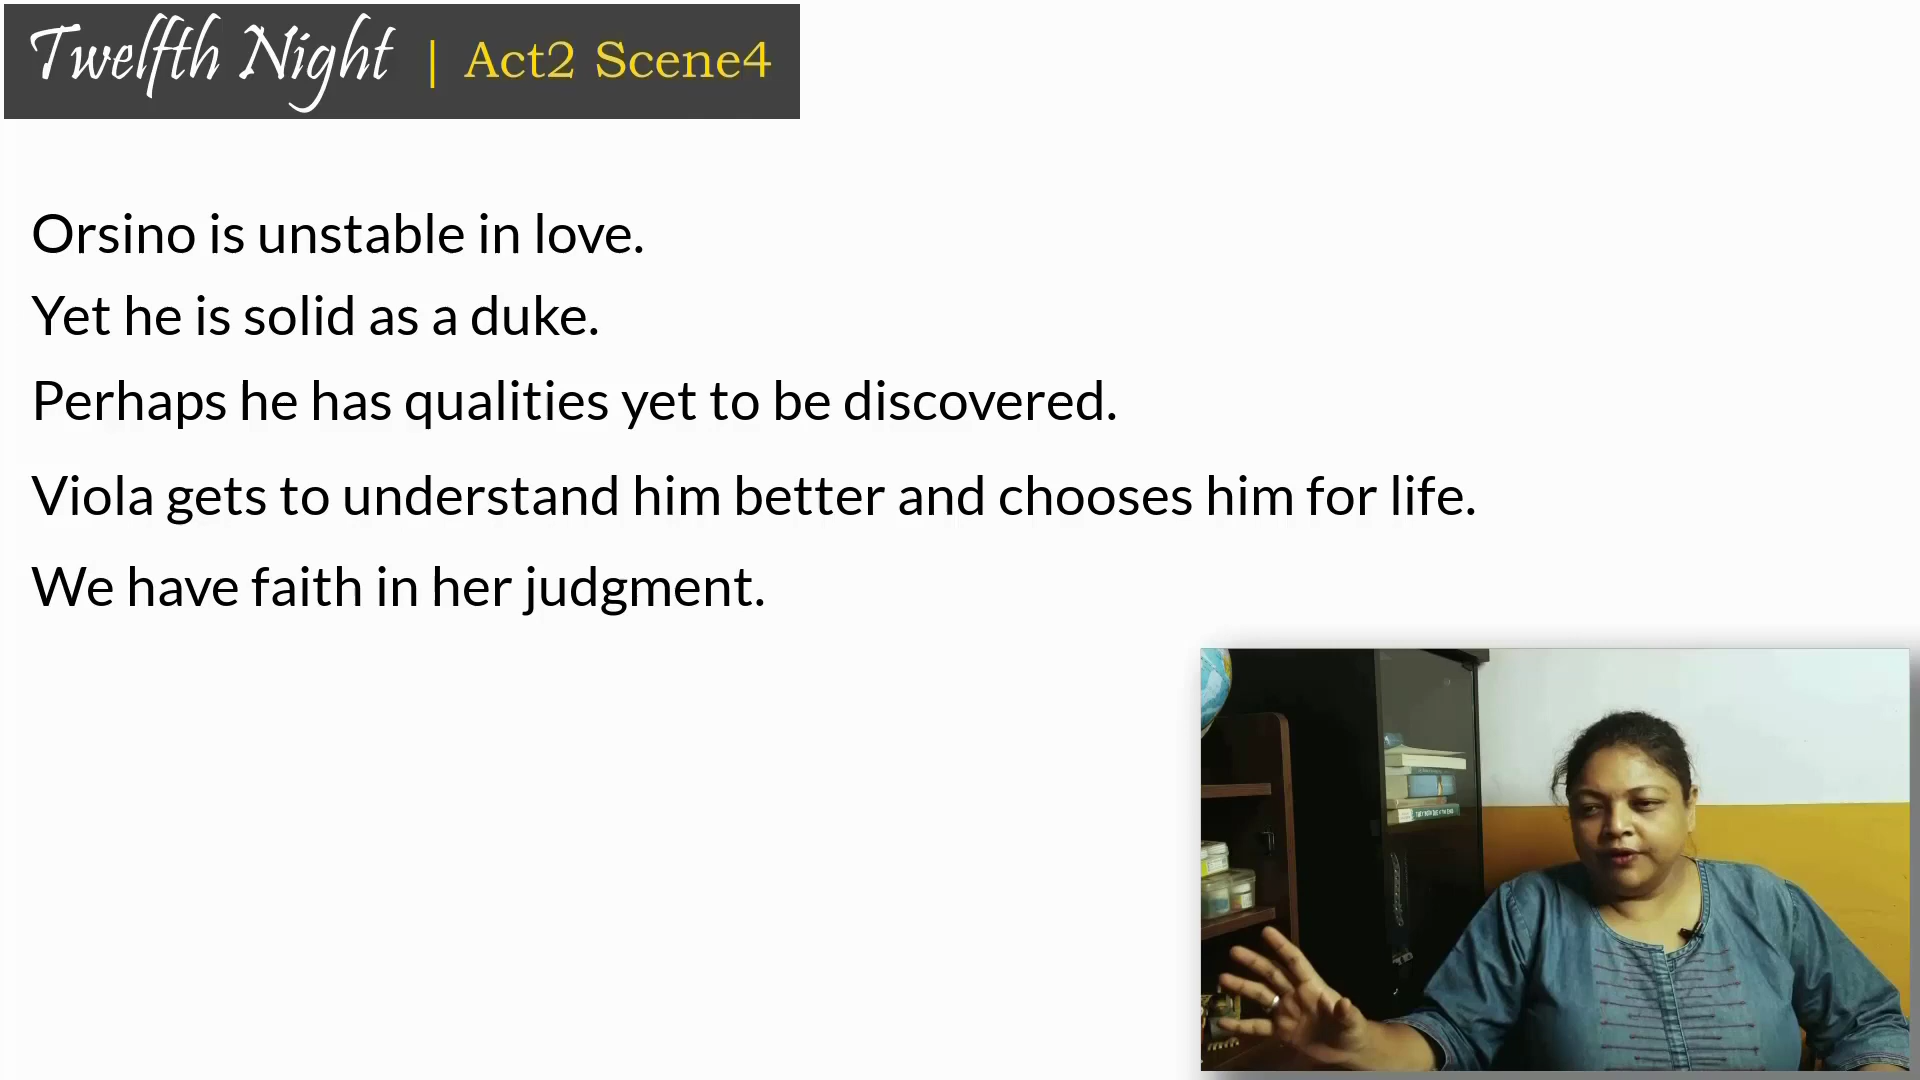 Twelfth Night | Act2 Scene4
Orsino is unstable in love.
Yet he is solid as a duke.
Perhaps he has qualities yet to be discovered.
Viola gets to understand him better and chooses him for life.
We have faith in her judgment.